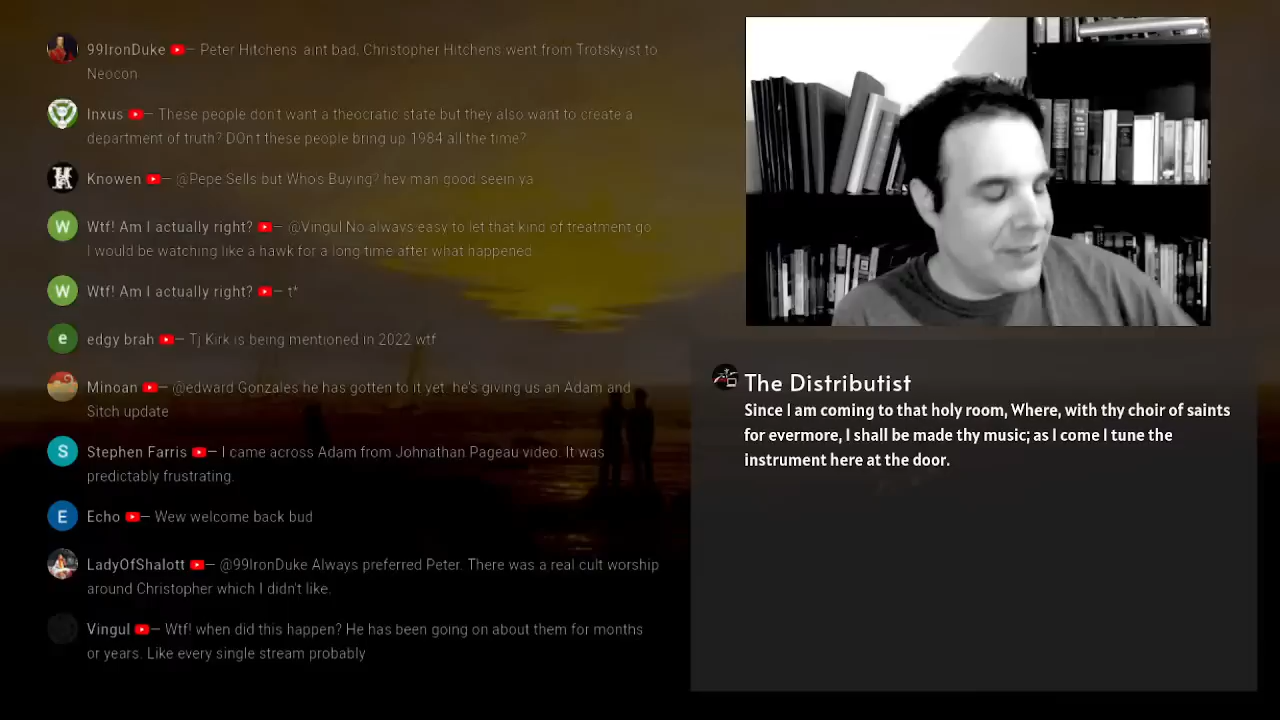 99IronDuke — Peter Hitchens aint bad, Christopher Hitchens went from Trotskyist to
Neocon
Inxus — These people don't want a theocratic state but they also want to create a
department of truth? DOn't these people bring up 1984 all the time?
Knowen — @Pepe Sells but Who's Buying? hey man good seein ya
Wtf! Am I actually right? — @Vingul No always easy to let that kind of treatment go
I would be watching like a hawk for a long time after what happened
Wtf! Am I actually right? — t*
edgy brah — Tj Kirk is being mentioned in 2022 wtf
Minoan — @edward Gonzales he has gotten to it yet. he's giving us an Adam and
Sitch update
Stephen Farris — I came across Adam from Johnathan Pageau video. It was
predictably frustrating.
Echo — Wew welcome back bud
LadyOfShalott — @99IronDuke Always preferred Peter. There was a real cult worship
around Christopher which I didn't like.
Vingul — Wtf! when did this happen? He has been going on about them for months
or years. Like every single stream probably
The Distributist
Since I am coming to that holy room, Where, with thy choir of saints
for evermore, I shall be made thy music; as I come I tune the
instrument here at the door.